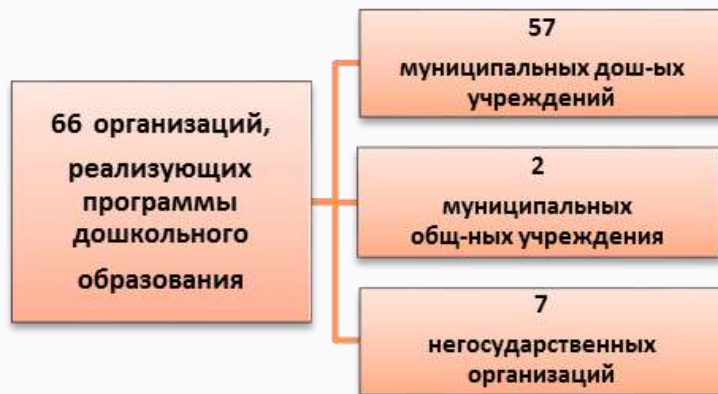 66 организаций,
реализующих
программы
дошкольного
образования
57
муниципальных дош-ых
учреждений
2
муниципальных
общ-ных учреждения
7
негосударственных
организаций